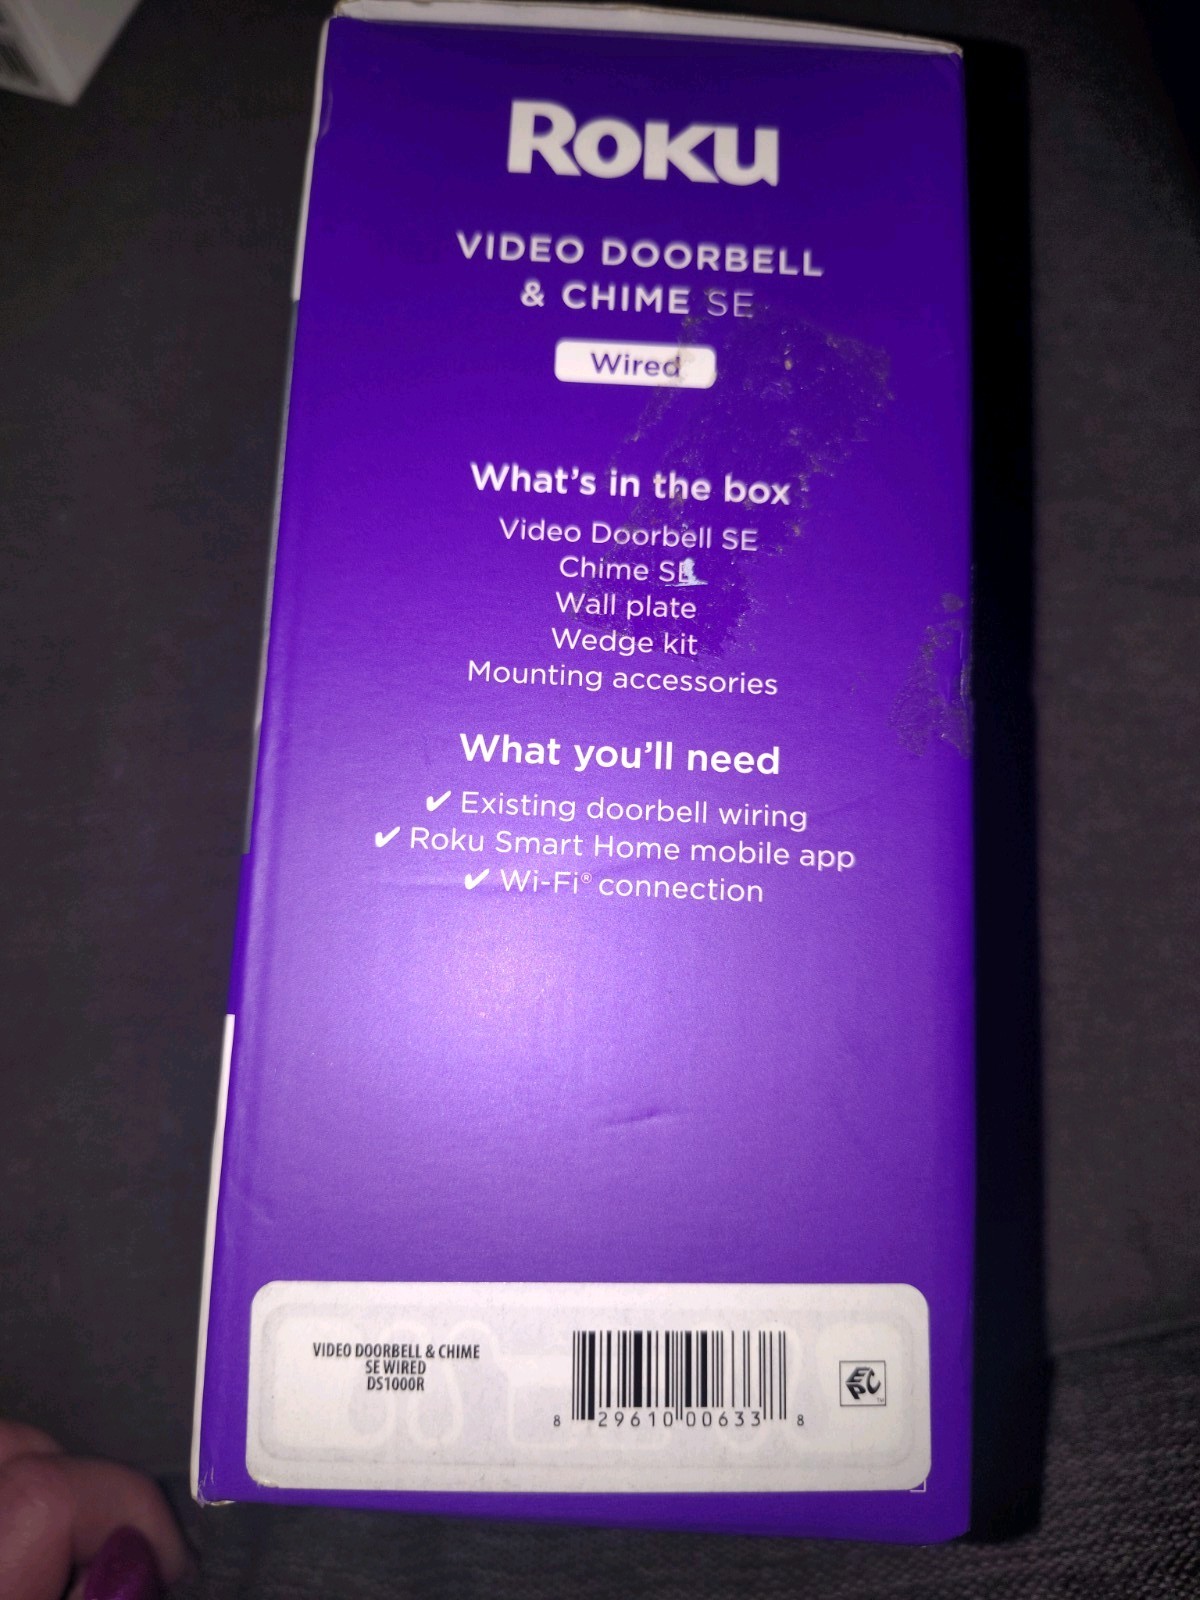 ROKU
VIDEO DOORBELL
& CHIME SE
Wired
What's in the box
Video Doorbell SE
Chime SE
Wall plate
Wedge kit
Mounting accessories
What you'll need
✔ Existing doorbell wiring
✔ Roku Smart Home mobile app
✔ Wi-Fi® connection
VIDEO DOORBELL & CHIME
SE WIRED
DS1000R
8 29610 00633 8
EPC™